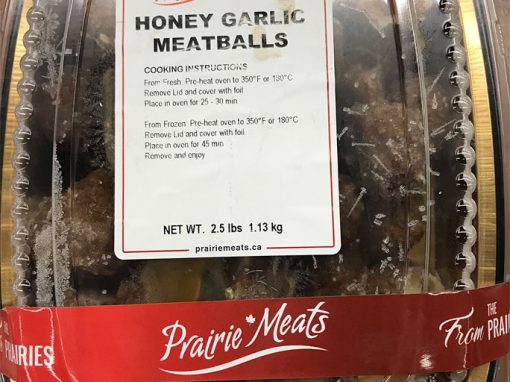 HONEY GARLIC
MEATBALLS
COOKING INSTRUCTIONS
From Fresh: Pre-heat oven to 350°F or 180°C
Remove Lid and cover with foil
Place in oven for 25 - 30 min
From Frozen: Pre-heat oven to 350°F or 180°C
Remove Lid and cover with foil
Place in oven for 45 min
Remove and enjoy
NET WT. 2.5 lbs 1.13 kg
prairiemeats.ca
PRAIRIES
Prairie Meats
From THE
PRAI